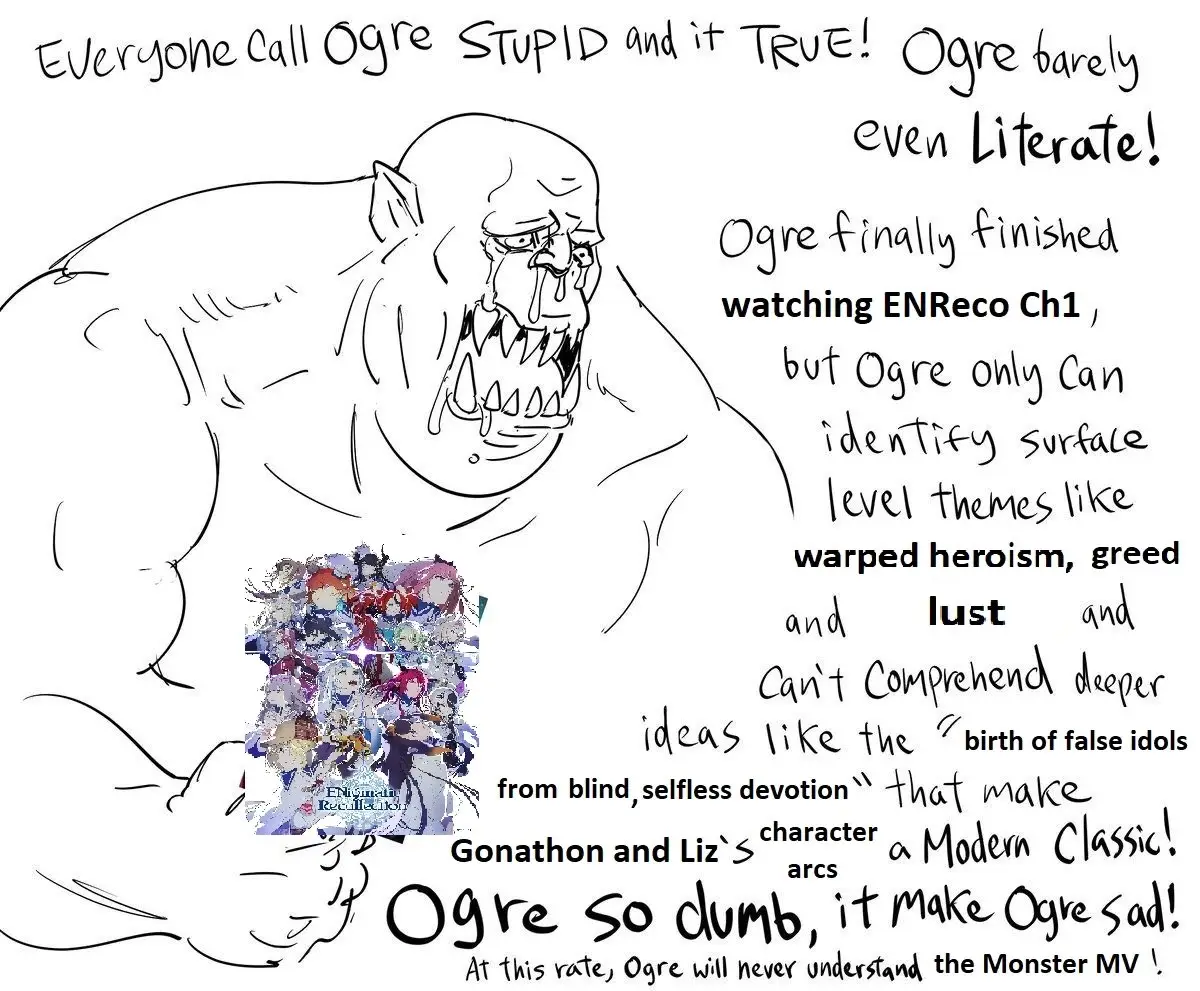 Everyone Call Ogre STUPID and it TRUE! Ogre barely
even Literate!
Ogre finally finished
watching ENReco Ch1,
but Ogre only Can
identify surface
level themes like
warped heroism, greed
and lust and
Can't Comprehend deeper
ideas like the "birth of false idols
from blind, selfless devotion" that make
Gonathon and Liz`s character arcs a Modern Classic!
Ogre so dumb, it make Ogre sad!
At this rate, Ogre will never understand the Monster MV !
ENigmatic
Recollection